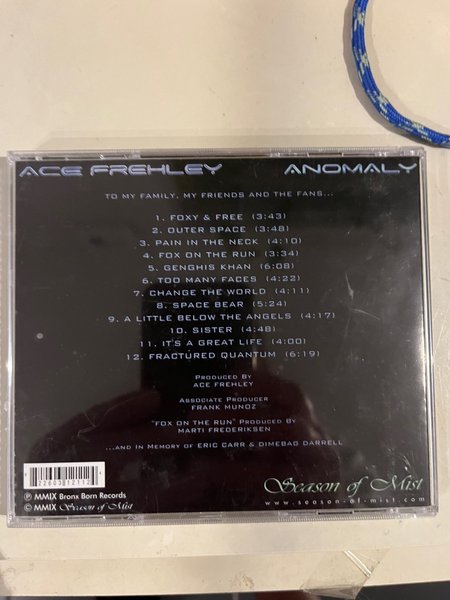 ACE FREHLEY ANOMALY
TO MY FAMILY, MY FRIENDS AND THE FANS...
1. FOXY & FREE (3:43)
2. OUTER SPACE (3:48)
3. PAIN IN THE NECK (4:10)
4. FOX ON THE RUN (3:34)
5. GENGHIS KHAN (6:08)
6. TOO MANY FACES (4:22)
7. CHANGE THE WORLD (4:11)
8. SPACE BEAR (5:24)
9. A LITTLE BELOW THE ANGELS (4:17)
10. SISTER (4:48)
11. IT'S A GREAT LIFE (4:00)
12. FRACTURED QUANTUM (6:19)
PRODUCED BY
ACE FREHLEY
ASSOCIATE PRODUCER
FRANK MUNOZ
"FOX ON THE RUN" PRODUCED BY
MARTI FREDERIKSEN
...AND IN MEMORY OF ERIC CARR & DIMEBAG DARRELL
Season of Mist
www.season-of-mist.com
℗ MMIX Bronx Born Records
© MMIX Season of Mist